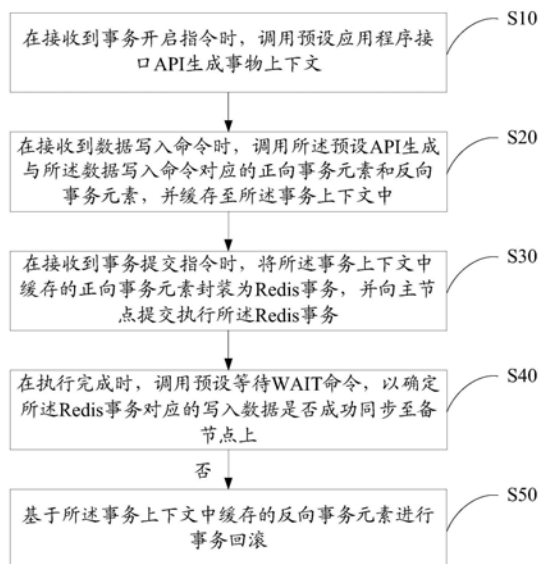 在接收到事务开启指令时，调用预设应用程序接
口API生成事物上下文
S10
在接收到数据写入命令时，调用所述预设API生成
与所述数据写入命令对应的正向事务元素和反向
事务元素，并缓存至所述事务上下文中
S20
在接收到事务提交指令时，将所述事务上下文中
缓存的正向事务元素封装为Redis事务，并向主节
点提交执行所述Redis事务
S30
在执行完成时，调用预设等待WAIT命令，以确定
所述Redis事务对应的写入数据是否成功同步至备
节点上
S40
否
基于所述事务上下文中缓存的反向事务元素进行
事务回滚
S50